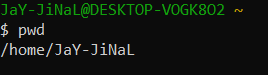 JaY-JiNaL@DESKTOP-VOGK8O2 ~
$ pwd
/home/JaY-JiNaL